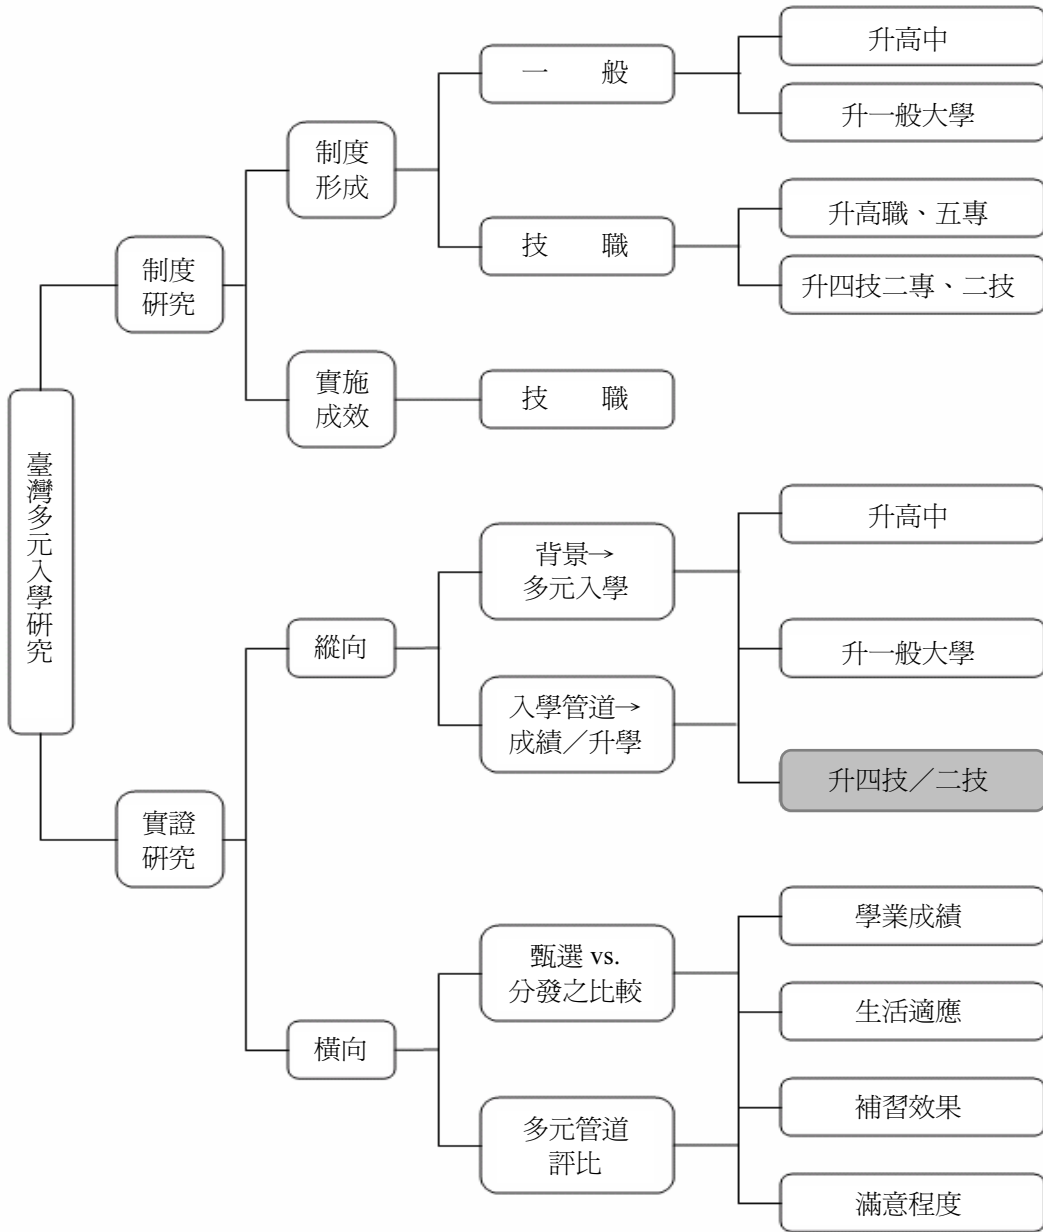 臺灣多元入學研究
制度
研究
制度
形成
一　　般
升高中
升一般大學
技　　職
升高職、五專
升四技二專、二技
實施
成效
技　　職
實證
研究
縱向
背景→
多元入學
入學管道→
成績／升學
升高中
升一般大學
升四技／二技
橫向
甄選 vs.
分發之比較
多元管道
評比
學業成績
生活適應
補習效果
滿意程度